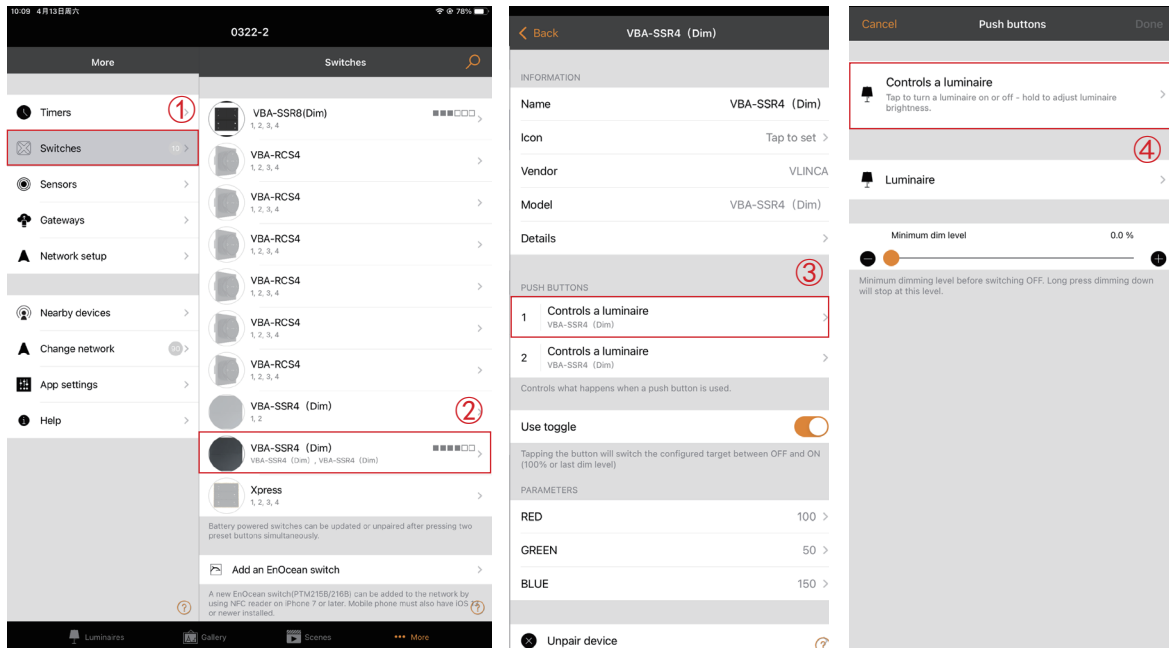 10:09 4月13日周六
78%
0322-2
More
Switches
①
Timers
Switches
10
Sensors
Gateways
Network setup
Nearby devices
Change network
90
App settings
Help
VBA-SSR8(Dim)
1, 2, 3, 4
VBA-RCS4
1, 2, 3, 4
VBA-RCS4
1, 2, 3, 4
VBA-RCS4
1, 2, 3, 4
VBA-RCS4
1, 2, 3, 4
VBA-RCS4
1, 2, 3, 4
VBA-RCS4
1, 2, 3, 4
VBA-SSR4 (Dim)
1, 2
②
VBA-SSR4 (Dim)
VBA-SSR4 (Dim) , VBA-SSR4 (Dim)
Xpress
1, 2, 3, 4
Battery powered switches can be updated or unpaired after pressing two
preset buttons simultaneously.
Add an EnOcean switch
A new EnOcean switch(PTM215B/216B) can be added to the network by
using NFC reader on iPhone 7 or later. Mobile phone must also have iOS
or newer installed.
?
?
Luminaires
Gallery
Scenes
More
Back
VBA-SSR4 (Dim)
INFORMATION
Name VBA-SSR4 (Dim)
Icon Tap to set
Vendor VLINCA
Model VBA-SSR4 (Dim)
Details
③
PUSH BUTTONS
1 Controls a luminaire
VBA-SSR4 (Dim)
2 Controls a luminaire
VBA-SSR4 (Dim)
Controls what happens when a push button is used.
Use toggle
Tapping the button will switch the configured target between OFF and ON
(100% or last dim level)
PARAMETERS
RED 100
GREEN 50
BLUE 150
Unpair device
?
Cancel
Push buttons
Done
Controls a luminaire
Tap to turn a luminaire on or off - hold to adjust luminaire
brightness.
④
Luminaire
Minimum dim level 0.0 %
Minimum dimming level before switching OFF. Long press dimming down
will stop at this level.